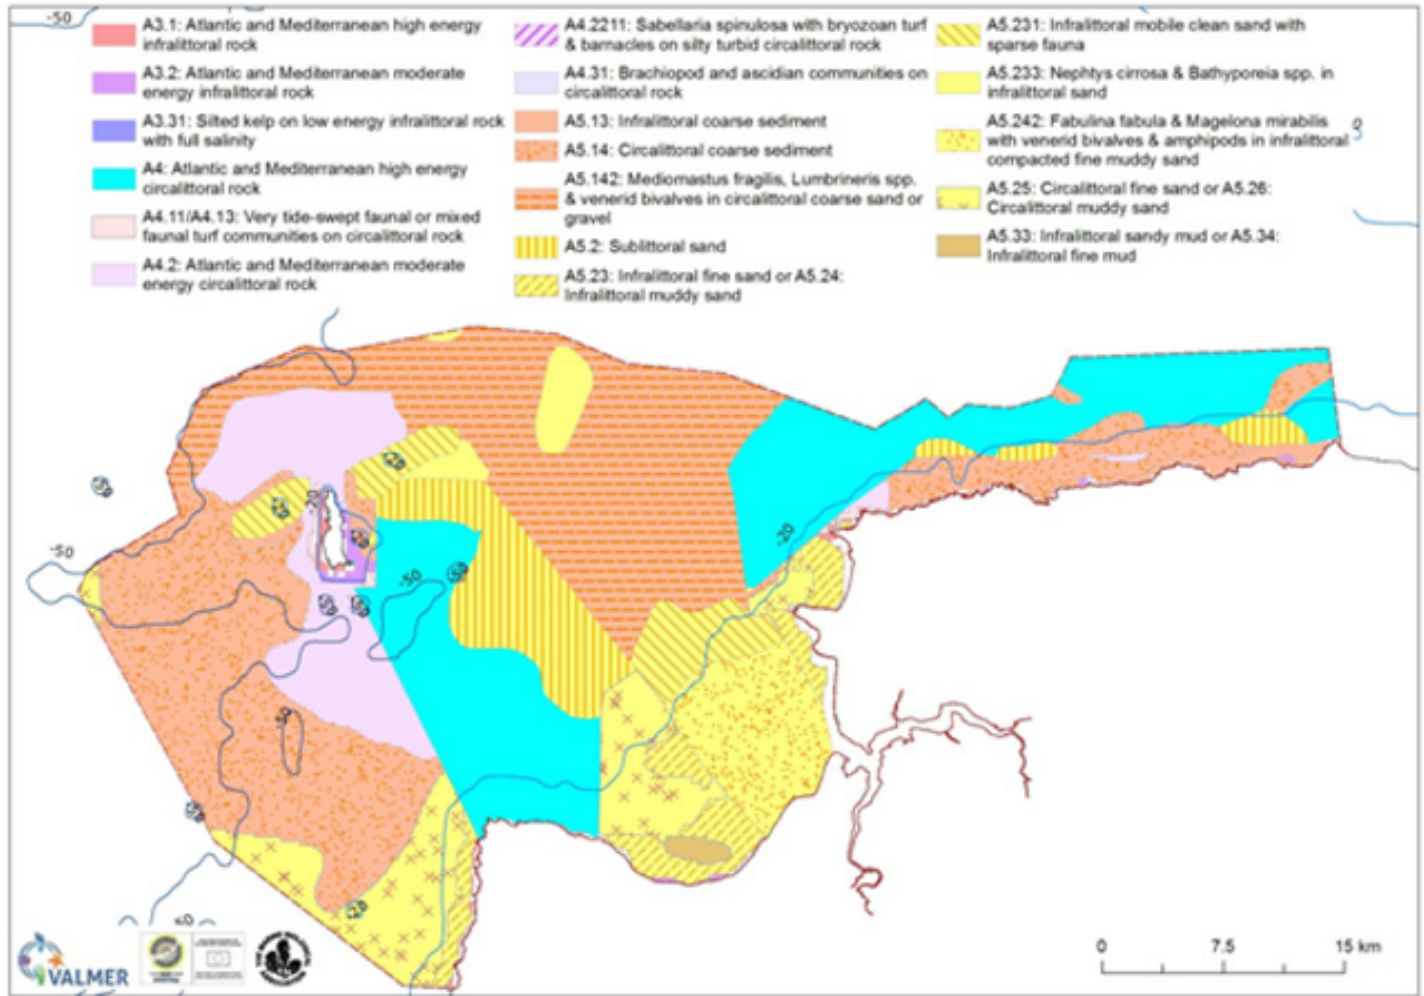 -50
A3.1: Atlantic and Mediterranean high energy
infralittoral rock
A3.2: Atlantic and Mediterranean moderate
energy infralittoral rock
A3.31: Silted kelp on low energy infralittoral rock
with full salinity
A4: Atlantic and Mediterranean high energy
circalittoral rock
A4.11/A4.13: Very tide-swept faunal or mixed
faunal turf communities on circalittoral rock
A4.2: Atlantic and Mediterranean moderate
energy circalittoral rock
A4.2211: Sabellaria spinulosa with bryozoan turf
& barnacles on silty turbid circalittoral rock
A4.31: Brachiopod and ascidian communities on
circalittoral rock
A5.13: Infralittoral coarse sediment
A5.14: Circalittoral coarse sediment
A5.142: Mediomastus fragilis, Lumbrineris spp.
& venerid bivalves in circalittoral coarse sand or
gravel
A5.2: Sublittoral sand
A5.23: Infralittoral fine sand or A5.24:
Infralittoral muddy sand
A5.231: Infralittoral mobile clean sand with
sparse fauna
A5.233: Nephtys cirrosa & Bathyporeia spp. in
infralittoral sand
A5.242: Fabulina fabula & Magelona mirabilis
with venerid bivalves & amphipods in infralittoral
compacted fine muddy sand
A5.25: Circalittoral fine sand or A5.26:
Circalittoral muddy sand
A5.33: Infralittoral sandy mud or A5.34:
Infralittoral fine mud
-20
-50
-20
-50
-50
-20
VALMER
0 7.5 15 km